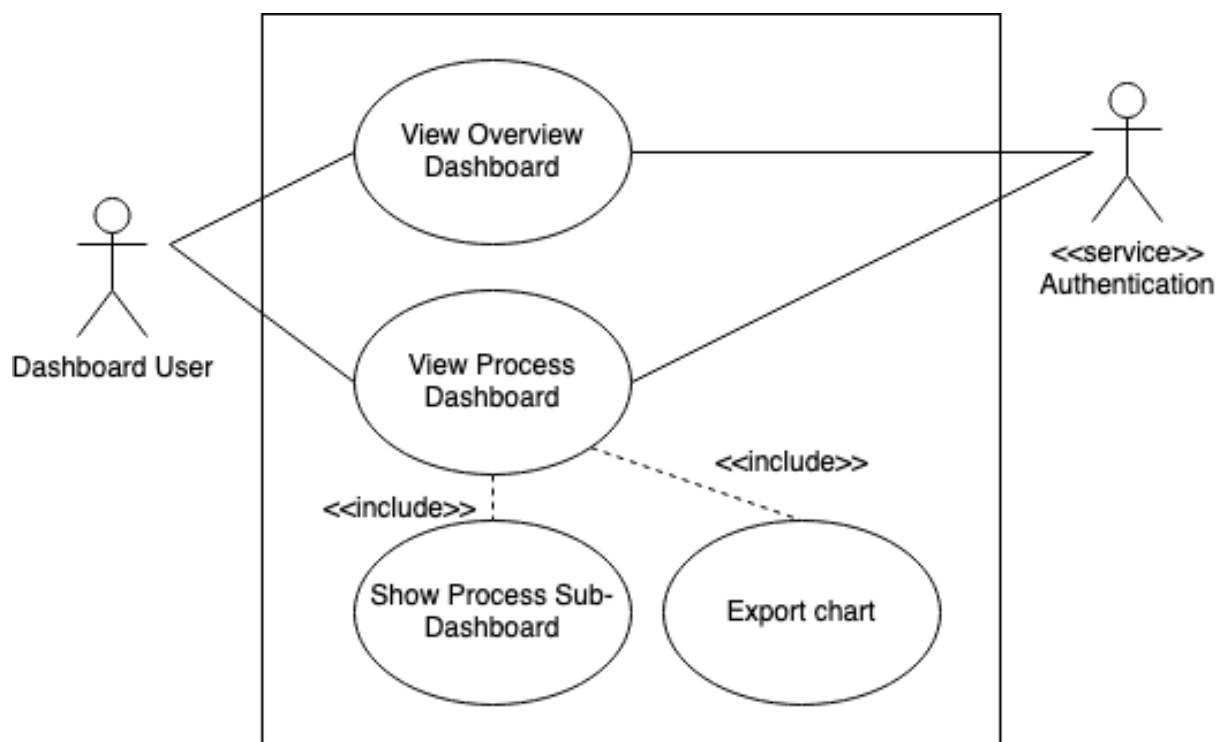 View Overview
Dashboard
<<service>>
Authentication
Dashboard User
View Process
Dashboard
<<include>>
<<include>>
Show Process Sub-
Dashboard
Export chart